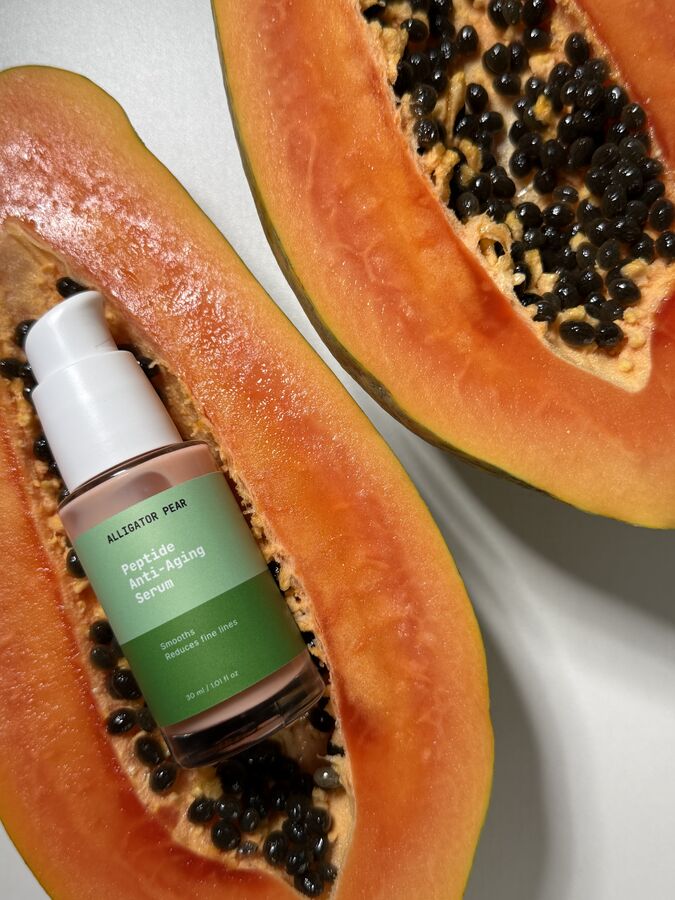 ALLIGATOR PEAR
Peptide
Anti-Aging
Serum
Smooths
Reduces fine lines
30 ml / 1.01 fl oz